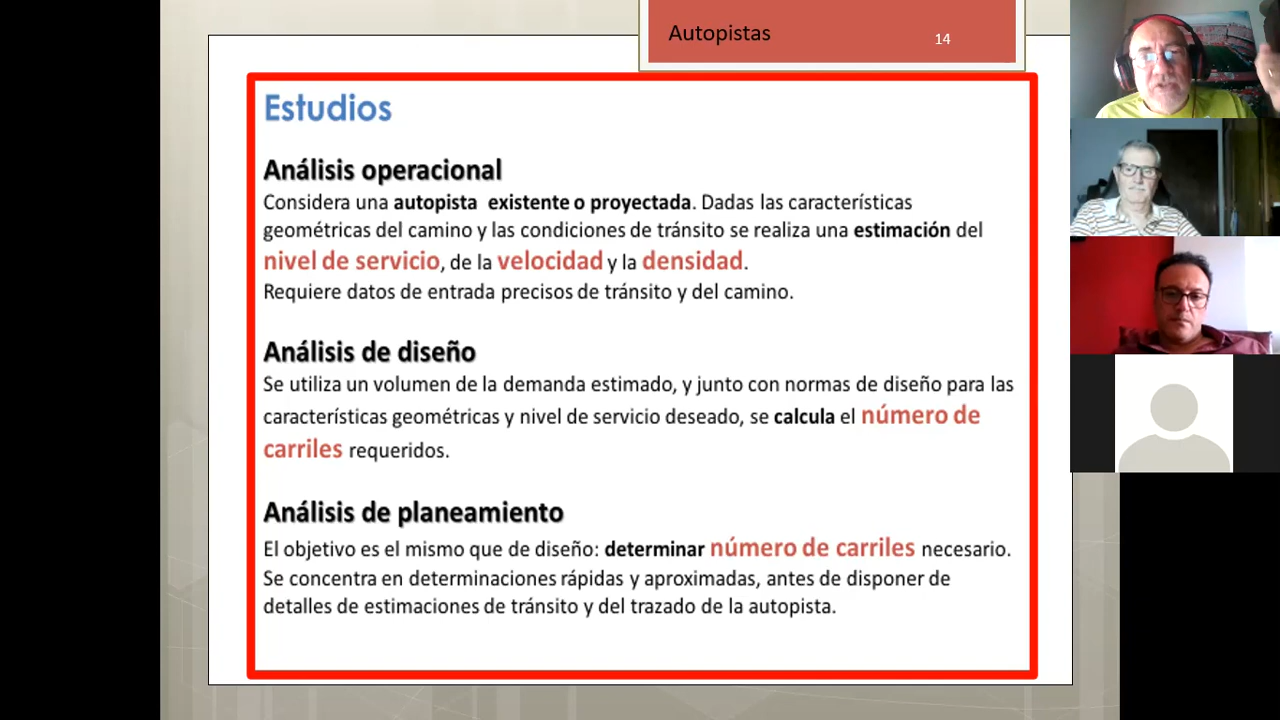 Autopistas
14
Estudios
Análisis operacional
Considera una autopista existente o proyectada. Dadas las características
geométricas del camino y las condiciones de tránsito se realiza una estimación del
nivel de servicio, de la velocidad y la densidad.
Requiere datos de entrada precisos de tránsito y del camino.
Análisis de diseño
Se utiliza un volumen de la demanda estimado, y junto con normas de diseño para las
características geométricas y nivel de servicio deseado, se calcula el número de
carriles requeridos.
Análisis de planeamiento
El objetivo es el mismo que de diseño: determinar número de carriles necesario.
Se concentra en determinaciones rápidas y aproximadas, antes de disponer de
detalles de estimaciones de tránsito y del trazado de la autopista.